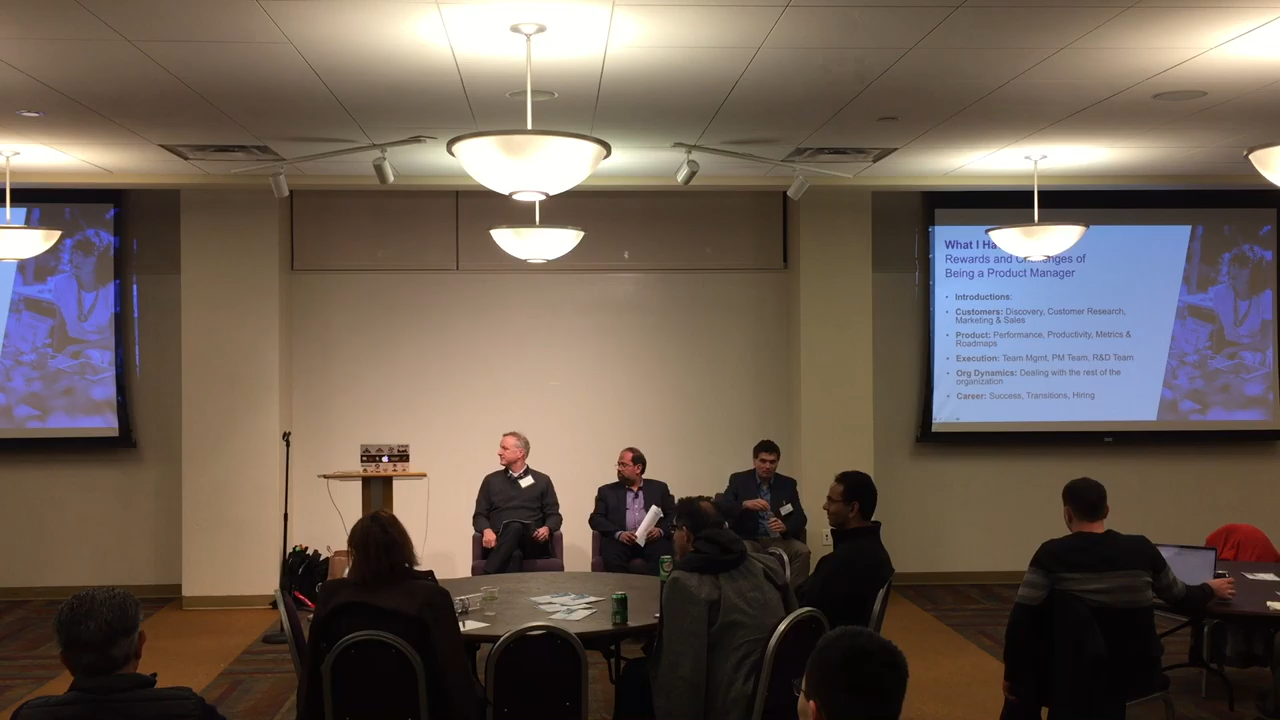 What I Ha
Rewards and Challenges of
Being a Product Manager
• Introductions:
• Customers: Discovery, Customer Research,
Marketing & Sales
• Product: Performance, Productivity, Metrics &
Roadmaps
• Execution: Team Mgmt, PM Team, R&D Team
• Org Dynamics: Dealing with the rest of the
organization
• Career: Success, Transitions, Hiring